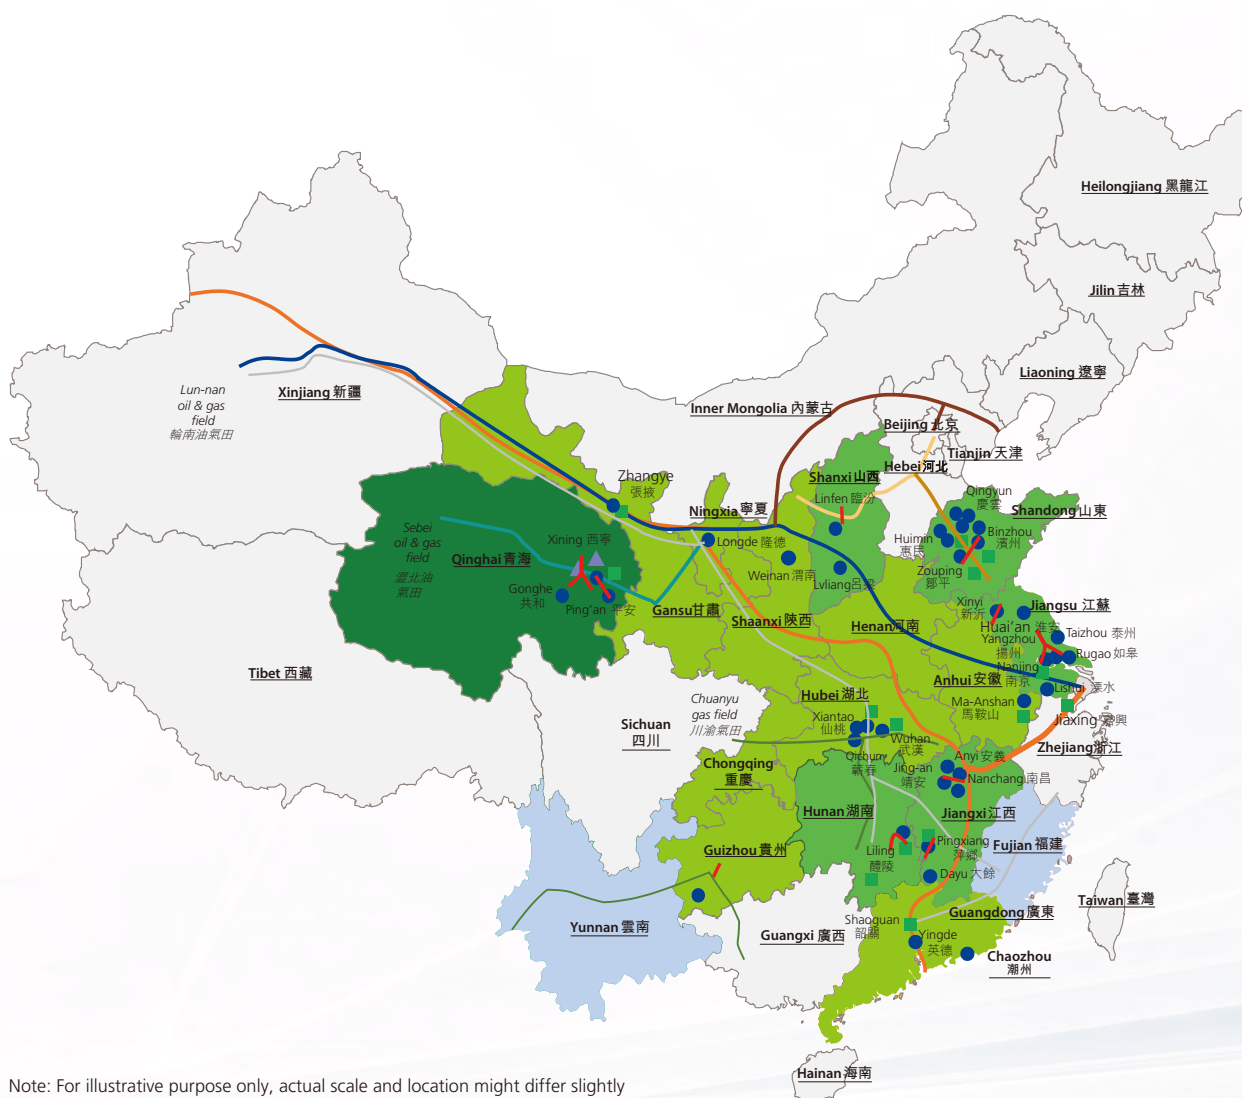 Heilongjiang 黑龍江
Jilin 吉林
Liaoning 遼寧
Inner Mongolia 內蒙古
Beijing 北京
Tianjin 天津
Hebei 河北
Lun-nan
oil & gas
field
輪南油氣田
Xinjiang 新疆
Zhangye
張掖
Ningxia 寧夏
Shanxi 山西
Linfen 臨汾
Qingyun
慶雲
Shandong 山東
Huimin
惠民
Binzhou
濱州
Zouping
鄒平
Sebei
oil & gas
field
澀北油
氣田
Qinghai 青海
Xining 西寧
Gonghe
共和
Ping'an 平安
Longde 隆德
Weinan 渭南
Lvliang 呂梁
Gansu 甘肅
Shaanxi 陝西
Henan 河南
Xinyi
新沂
Jiangsu 江蘇
Huai'an 淮安
Yangzhou
揚州
Taizhou 泰州
Rugao 如皋
Nanjing
南京
Lishui 溧水
Anhui 安徽
Ma-Anshan
馬鞍山
Jiaxing 嘉興
Zhejiang 浙江
Tibet 西藏
Sichuan
四川
Chuanyu
gas field
川渝氣田
Hubei 湖北
Xiantao
仙桃
Wuhan
武漢
Qichun
蘄春
Chongqing
重慶
Jing-an
靖安
Anyi 安義
Nanchang 南昌
Hunan 湖南
Jiangxi 江西
Guizhou 貴州
Liling
醴陵
Pingxiang
萍鄉
Fujian 福建
Dayu 大餘
Taiwan 臺灣
Yunnan 雲南
Guangxi 廣西
Shaoguan
韶關
Guangdong 廣東
Yingde
英德
Chaozhou
潮州
Hainan 海南
Note: For illustrative purpose only, actual scale and location might differ slightly